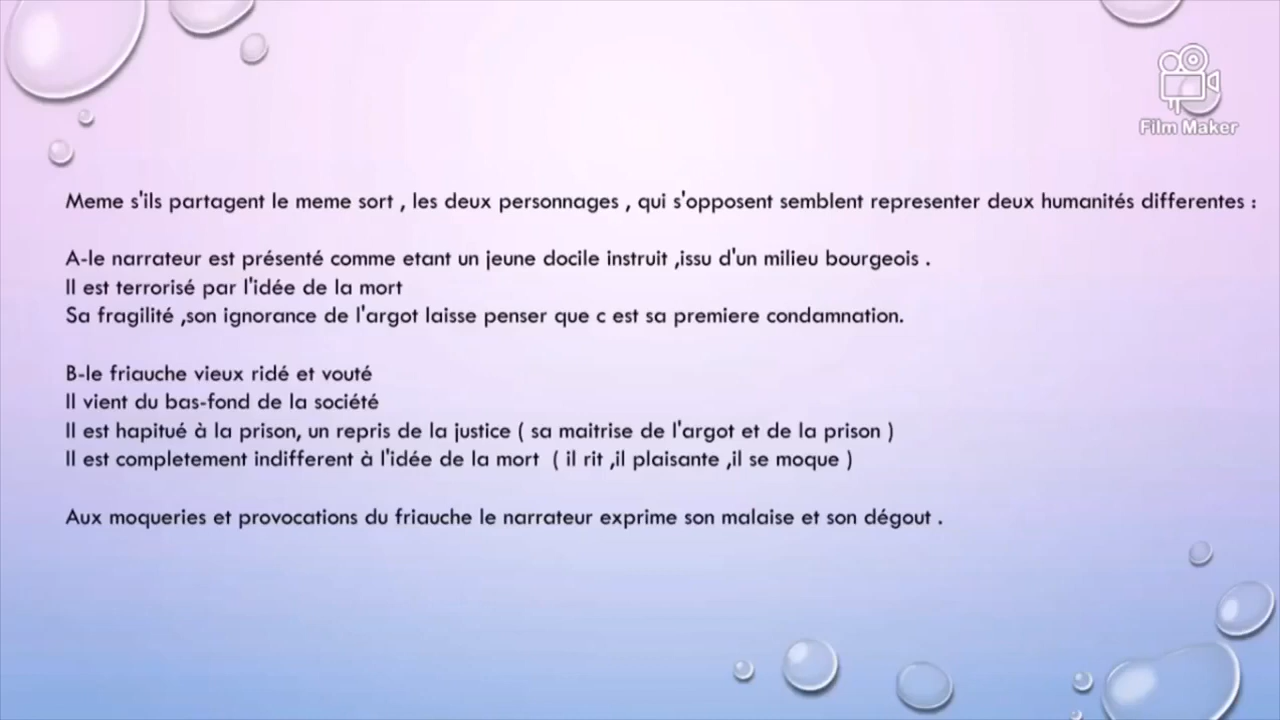 Film Maker
Meme s'ils partagent le meme sort , les deux personnages , qui s'opposent semblent representer deux humanités differentes :
A-le narrateur est présenté comme etant un jeune docile instruit ,issu d'un milieu bourgeois .
Il est terrorisé par l'idée de la mort
Sa fragilité ,son ignorance de l'argot laisse penser que c est sa premiere condamnation.
B-le friauche vieux ridé et vouté
Il vient du bas-fond de la société
Il est hapitué à la prison, un repris de la justice ( sa maitrise de l'argot et de la prison )
Il est completement indifferent à l'idée de la mort ( il rit ,il plaisante ,il se moque )
Aux moqueries et provocations du friauche le narrateur exprime son malaise et son dégout .